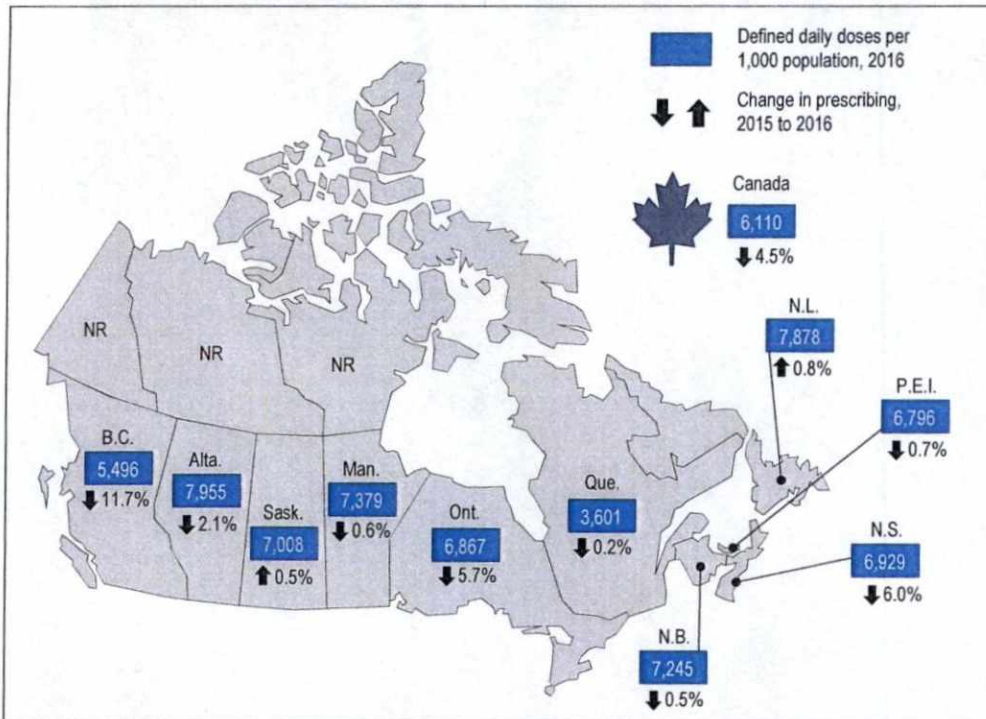 Defined daily doses per
1,000 population, 2016
Change in prescribing,
2015 to 2016
Canada
6,110
4.5%
N.L.
7,878
0.8%
P.E.I.
6,796
0.7%
NR
NR
NR
B.C.
5,496
11.7%
Alta.
7,955
2.1%
Sask.
7,008
0.5%
Man.
7,379
0.6%
Ont.
6,867
5.7%
Que.
3,601
0.2%
N.S.
6,929
6.0%
N.B.
7,245
0.5%